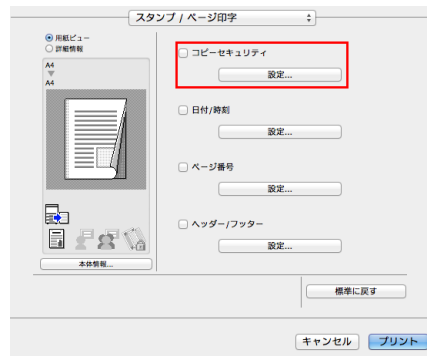 スタンプ / ページ印字
用紙ビュー
詳細情報
A4
A4
本体情報...
コピーセキュリティ
設定...
日付/時刻
設定...
ページ番号
設定...
ヘッダー/フッター
設定...
標準に戻す
キャンセル
プリント